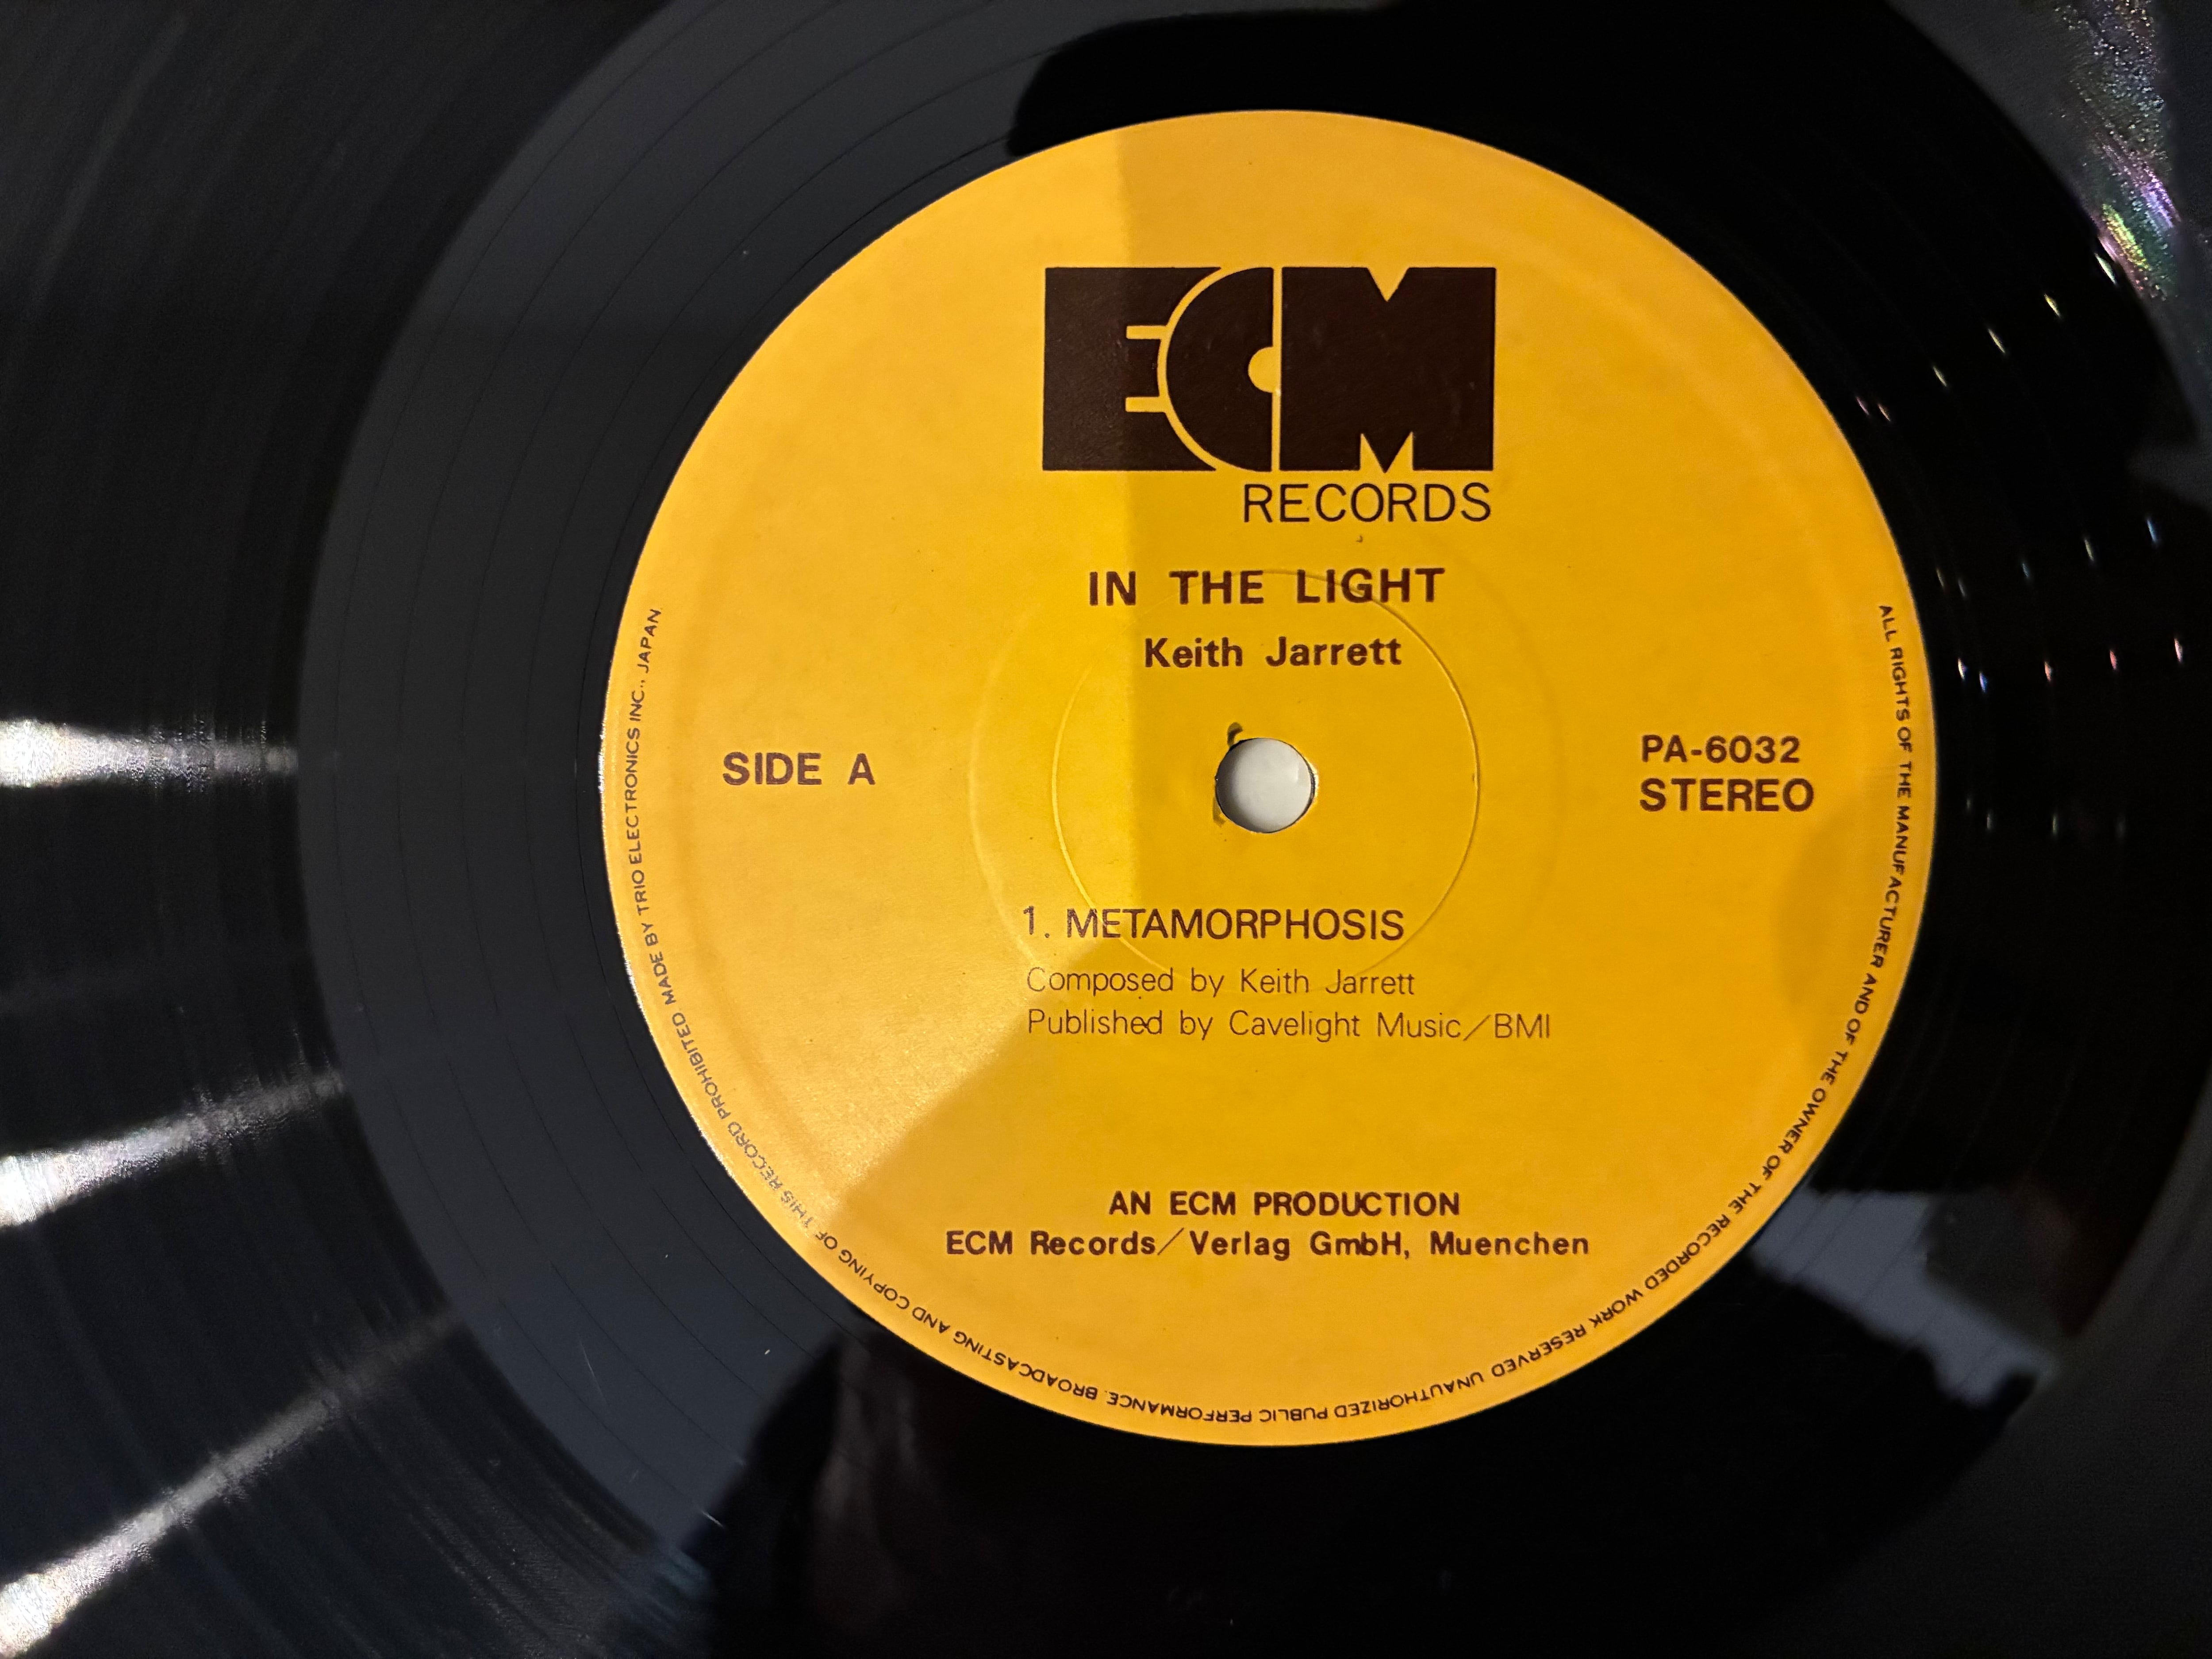 ECM
RECORDS
IN THE LIGHT
Keith Jarrett
SIDE A
PA-6032
STEREO
1. METAMORPHOSIS
Composed by Keith Jarrett
Published by Cavelight Music/BMI
AN ECM PRODUCTION
ECM Records/Verlag GmbH, Muenchen
ALL RIGHTS OF THE MANUFACTURER AND OF THE OWNER OF THE RECORDED WORK RESERVED UNAUTHORIZED PUBLIC PERFORMANCE. BROADCASTING AND COPYING OF THIS RECORD PROHIBITED MADE BY TRIO ELECTRONICS INC., JAPAN